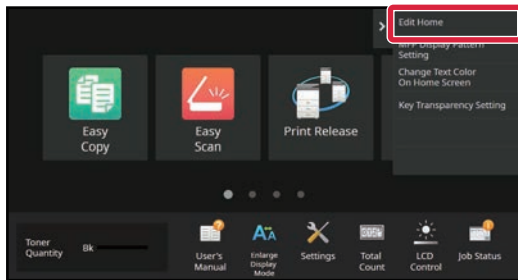 Edit Home
MFP Display Pattern
Setting
Change Text Color
On Home Screen
Key Transparency Setting
Easy
Copy
Easy
Scan
Print Release
Toner
Quantity
Bk
User's
Manual
Enlarge
Display
Mode
Settings
Total
Count
LCD
Control
Job Status